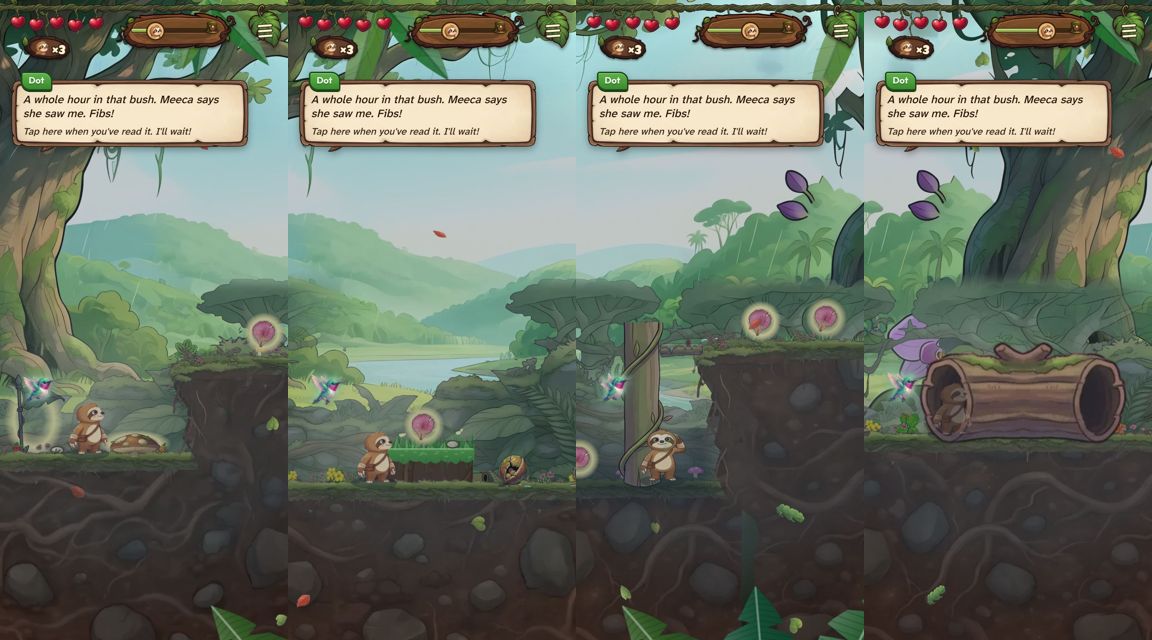 x3
Dot
A whole hour in that bush. Meeca says
she saw me. Fibs!
Tap here when you've read it. I'll wait!
x3
Dot
A whole hour in that bush. Meeca says
she saw me. Fibs!
Tap here when you've read it. I'll wait!
x3
Dot
A whole hour in that bush. Meeca says
she saw me. Fibs!
Tap here when you've read it. I'll wait!
x3
Dot
A whole hour in that bush. Meeca says
she saw me. Fibs!
Tap here when you've read it. I'll wait!